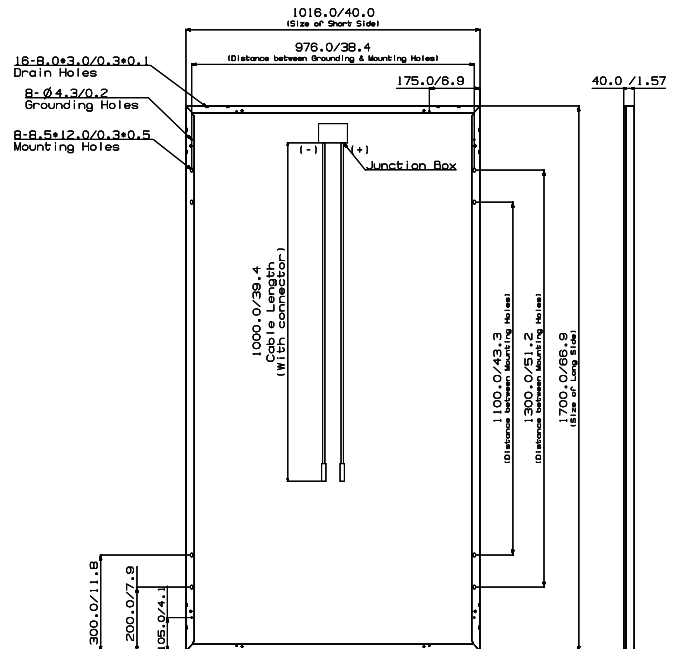 1016.0/40.0
(Size of Short Side)
976.0/38.4
(Distance between Grounding & Mounting Holes)
16-8.0*3.0/0.3*0.1
Drain Holes
175.0/6.9
40.0 /1.57
8-Ø4.3/0.2
Grounding Holes
8-8.5*12.0/0.3*0.5
Mounting Holes
(-)
(+)
Junction Box
1000.0/39.4
Cable Length
(With connector)
1100.0/43.3
(Distance between Mounting Holes)
1300.0/51.2
(Distance between Mounting Holes)
1700.0/66.9
(Size of Long Side)
300.0/11.8
200.0/7.9
105.0/4.1